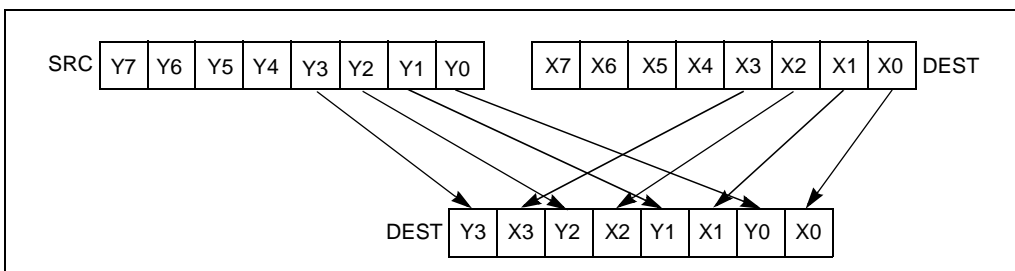 SRC Y7 Y6 Y5 Y4 Y3 Y2 Y1 Y0 X7 X6 X5 X4 X3 X2 X1 X0 DEST
DEST Y3 X3 Y2 X2 Y1 X1 Y0 X0